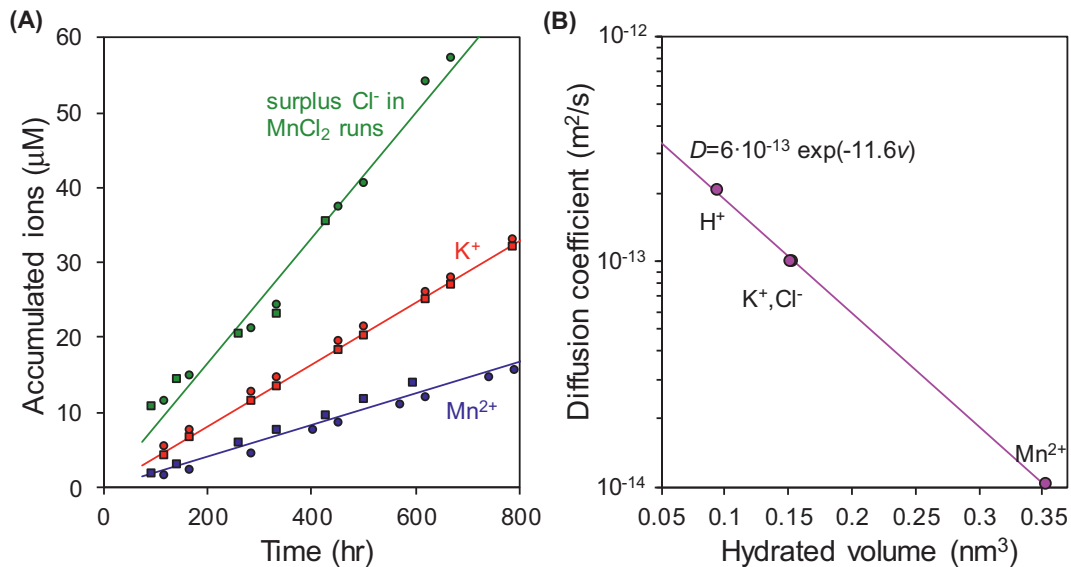 (A)
60
50
40
30
20
10
0
Accumulated ions (μM)
surplus Cl⁻ in
MnCl₂ runs
K⁺
Mn²⁺
0
200
400
600
800
Time (hr)
(B)
10⁻¹²
10⁻¹³
10⁻¹⁴
Diffusion coefficient (m²/s)
D=6·10⁻¹³ exp(-11.6v)
H⁺
K⁺,Cl⁻
Mn²⁺
0.05
0.1
0.15
0.2
0.25
0.3
0.35
Hydrated volume (nm³)